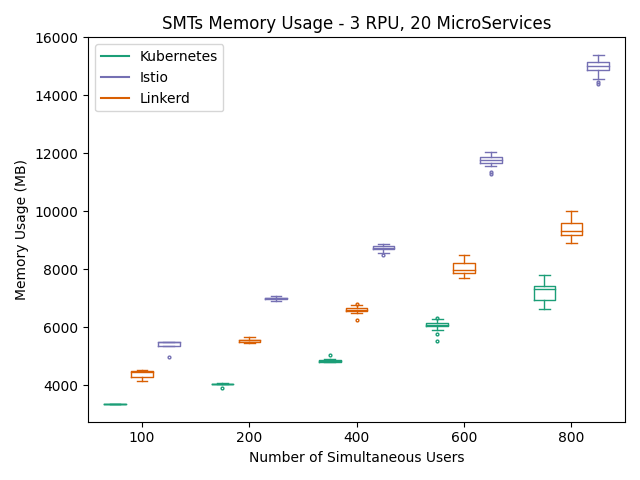 SMTs Memory Usage - 3 RPU, 20 MicroServices
16000
14000
12000
10000
8000
6000
4000
Memory Usage (MB)
Kubernetes
Istio
Linkerd
100
200
400
600
800
Number of Simultaneous Users